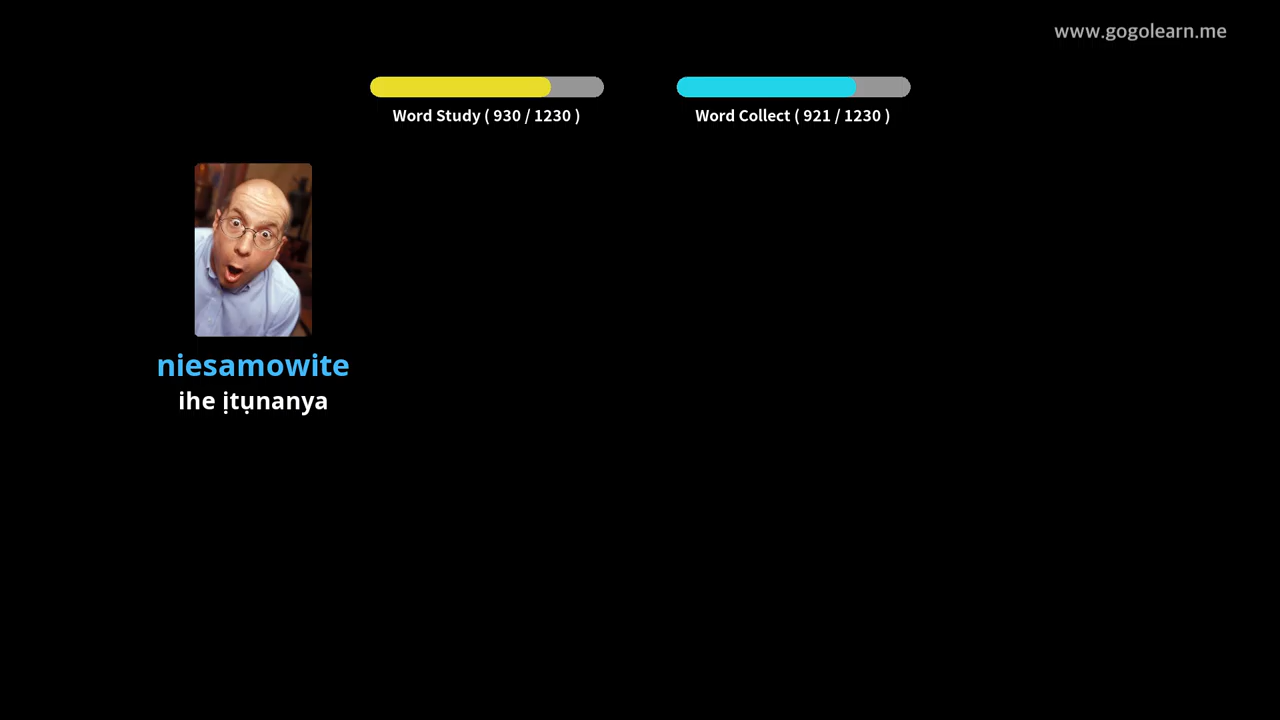 www.gogolearn.me
Word Study ( 930 / 1230 )
Word Collect ( 921 / 1230 )
niesamowite
ihe ịtụnanya